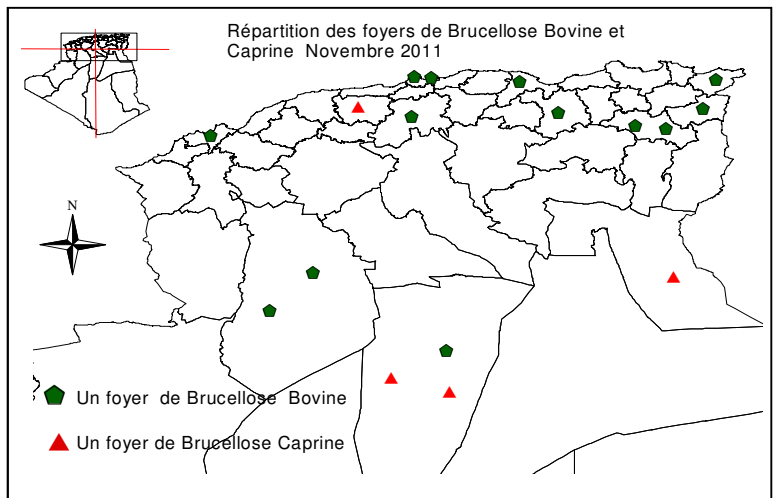 Répartition des foyers de Brucellose Bovine et
Caprine Novembre 2011
N
Un foyer de Brucellose Bovine
Un foyer de Brucellose Caprine